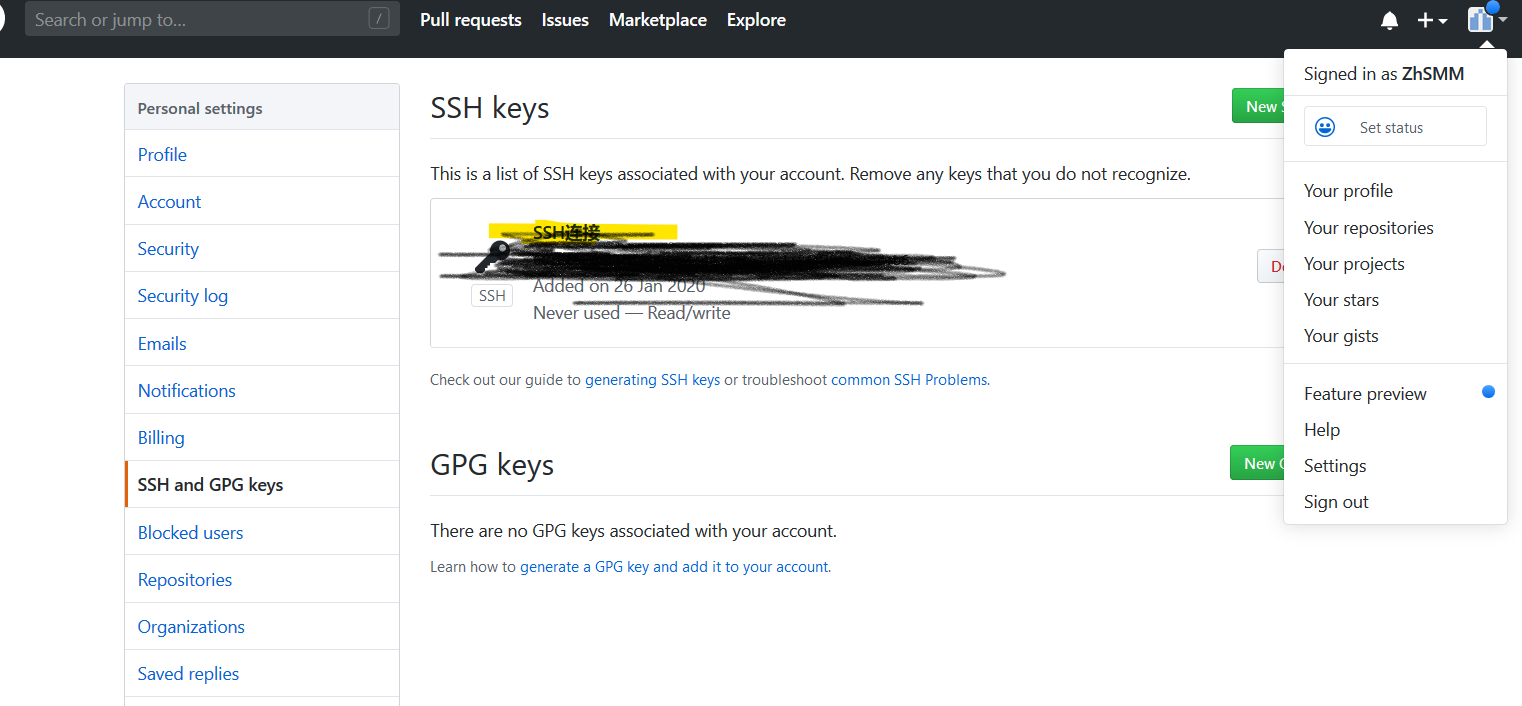 Search or jump to...
/
Pull requests
Issues
Marketplace
Explore
Signed in as ZhSMM
Set status
Your profile
Your repositories
Your projects
Your stars
Your gists
Feature preview
Help
Settings
Sign out
Personal settings
Profile
Account
Security
Security log
Emails
Notifications
Billing
SSH and GPG keys
Blocked users
Repositories
Organizations
Saved replies
SSH keys
New
This is a list of SSH keys associated with your account. Remove any keys that you do not recognize.
SSH连接
SSH
Added on 26 Jan 2020
Never used — Read/write
Check out our guide to generating SSH keys or troubleshoot common SSH Problems.
GPG keys
New
There are no GPG keys associated with your account.
Learn how to generate a GPG key and add it to your account.